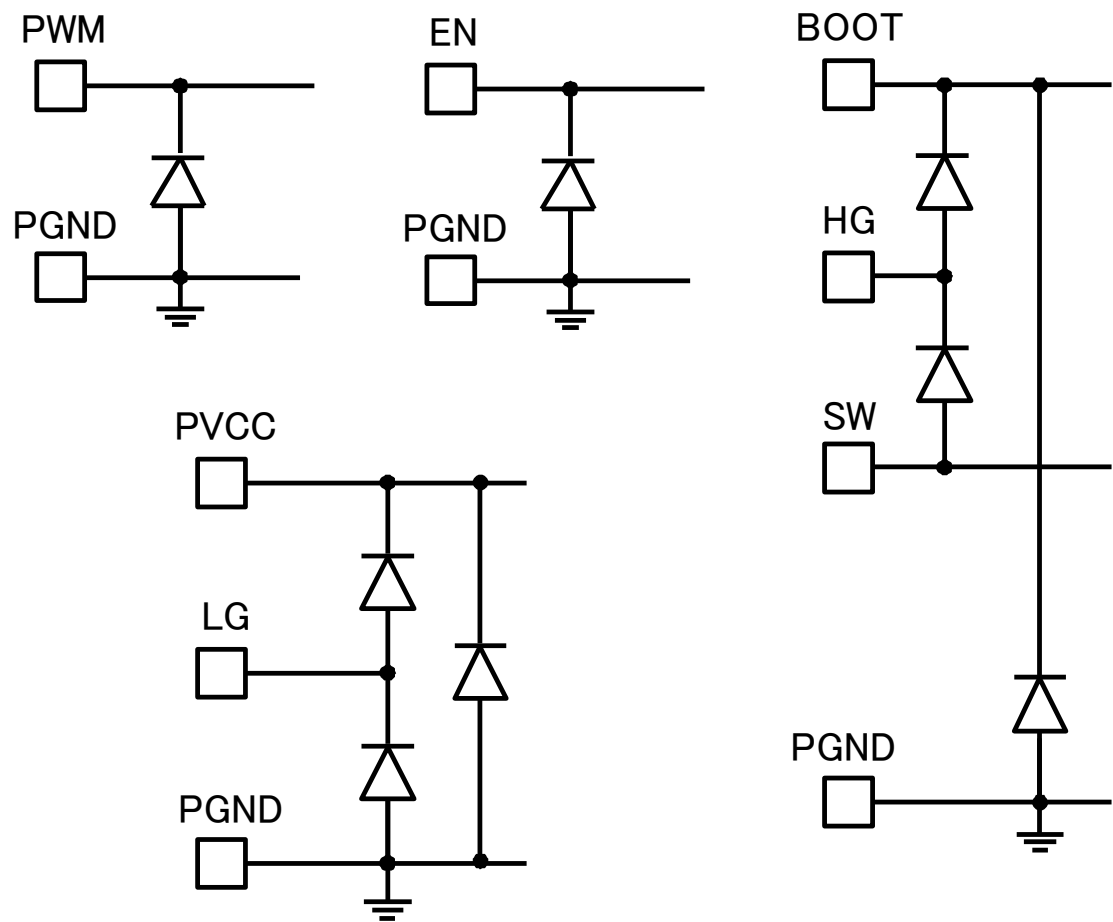 PWM
PGND
EN
PGND
BOOT
HG
SW
PGND
PVCC
LG
PGND